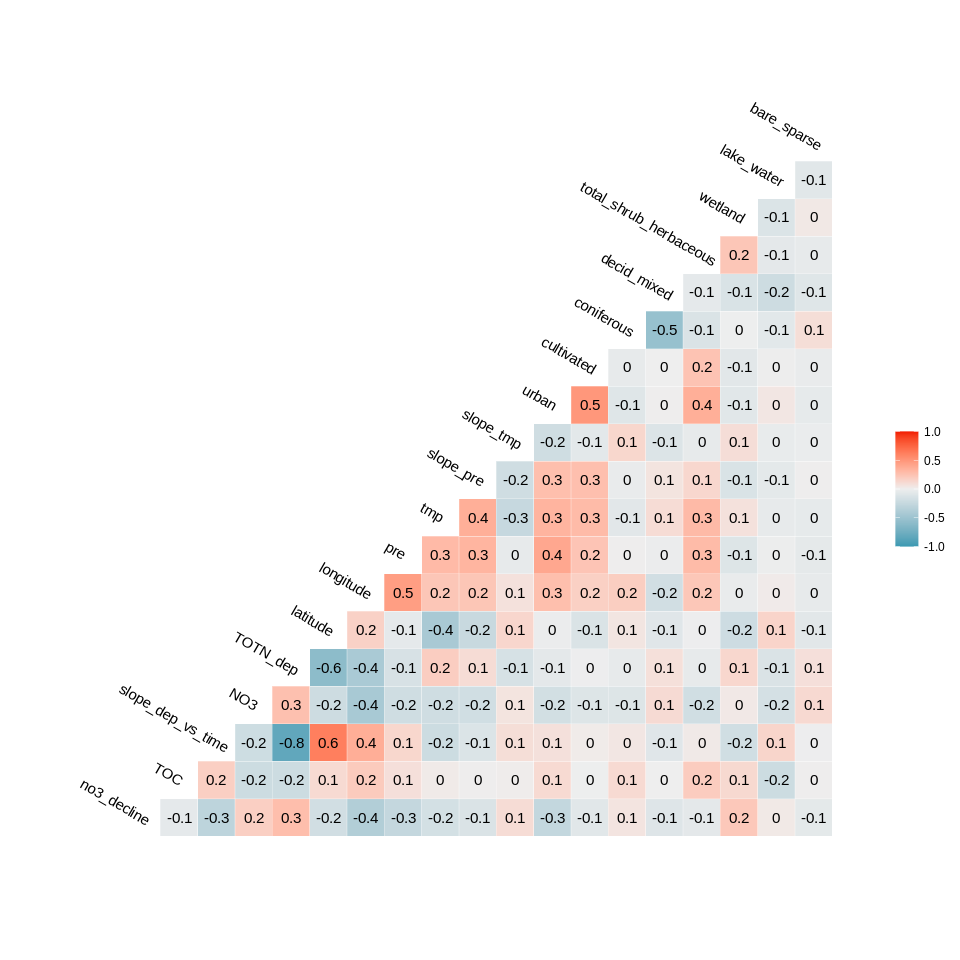 bare_sparse
lake_water -0.1
wetland -0.1 0
total_shrub_herbaceous 0.2 -0.1 0
decid_mixed -0.1 -0.1 -0.2 -0.1
coniferous -0.5 -0.1 0 -0.1 0.1
cultivated 0 0 0.2 -0.1 0 0
urban 0.5 -0.1 0 0.4 -0.1 0 0
slope_tmp -0.2 -0.1 0.1 -0.1 0 0.1 0 0
slope_pre -0.2 0.3 0.3 0 0.1 0.1 -0.1 -0.1 0
tmp 0.4 -0.3 0.3 0.3 -0.1 0.1 0.3 0.1 0 0
pre 0.3 0.3 0 0.4 0.2 0 0 0.3 -0.1 0 -0.1
longitude 0.5 0.2 0.2 0.1 0.3 0.2 0.2 -0.2 0.2 0 0 0
latitude 0.2 -0.1 -0.4 -0.2 0.1 0 -0.1 0.1 -0.1 0 -0.2 0.1 -0.1
TOTN_dep -0.6 -0.4 -0.1 0.2 0.1 -0.1 -0.1 0 0 0.1 0 0.1 -0.1 0.1
NO3 0.3 -0.2 -0.4 -0.2 -0.2 -0.2 0.1 -0.2 -0.1 -0.1 0.1 -0.2 0 -0.2 0.1
slope_dep_vs_time -0.2 -0.8 0.6 0.4 0.1 -0.2 -0.1 0.1 0.1 0 0 -0.1 0 -0.2 0.1 0
TOC 0.2 -0.2 -0.2 0.1 0.2 0.1 0 0 0 0.1 0 0.1 0 0.2 0.1 -0.2 0
no3_decline -0.1 -0.3 0.2 0.3 -0.2 -0.4 -0.3 -0.2 -0.1 0.1 -0.3 -0.1 0.1 -0.1 -0.1 0.2 0 -0.1
1.0
0.5
0.0
-0.5
-1.0